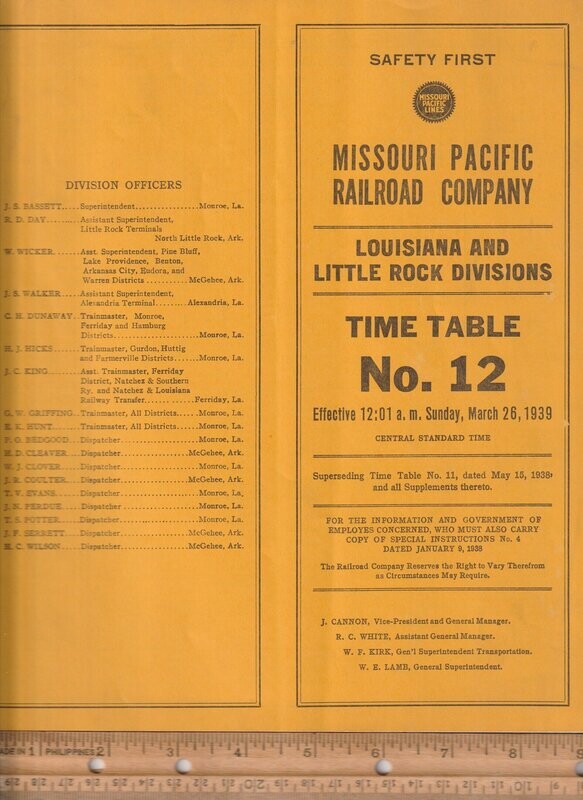 DIVISION OFFICERS
J. S. BASSETT.....Superintendent...................Monroe, La.
R. D. DAY.....Assistant Superintendent,
Little Rock Terminals
North Little Rock, Ark.
W. WICKER.....Asst. Superintendent, Pine Bluff,
Lake Providence, Benton,
Arkansas City, Eudora, and
Warren Districts...........McGehee, Ark.
J. S. WALKER.....Assistant Superintendent,
Alexandria Terminal.....Alexandria, La.
C. H. DUNAWAY..Trainmaster, Monroe,
Ferriday and Hamburg
Districts....................Monroe, La.
H. J. HICKS.....Trainmaster, Gurdon, Huttig
and Farmerville Districts.....Monroe, La.
J. C. KING.....Asst. Trainmaster, Ferriday
District, Natchez & Southern
Ry. and Natchez & Louisiana
Railway Transfer............Ferriday, La.
G. W. GRIFFING..Trainmaster, All Districts.....Monroe, La.
E. K. HUNT.....Trainmaster, All Districts.....Monroe, La.
P. G. BEDGOOD..Dispatcher...................Monroe, La.
H. D. CLEAVER..Dispatcher...................McGehee, Ark.
W. J. CLOVER....Dispatcher...................Monroe, La.
J. R. COULTER...Dispatcher...................McGehee, Ark.
T. V. EVANS.....Dispatcher...................Monroe, La.
J. N. PERDUE....Dispatcher...................Monroe, La.
T. S. POTTER....Dispatcher...................Monroe, La.
J. F. SERRETT...Dispatcher...................McGehee, Ark.
H. C. WILSON....Dispatcher...................McGehee, Ark.
SAFETY FIRST
MISSOURI
PACIFIC
LINES
MISSOURI PACIFIC
RAILROAD COMPANY
LOUISIANA AND
LITTLE ROCK DIVISIONS
TIME TABLE
No. 12
Effective 12:01 a. m. Sunday, March 26, 1939
CENTRAL STANDARD TIME
Superseding Time Table No. 11, dated May 15, 1938,
and all Supplements thereto.
FOR THE INFORMATION AND GOVERNMENT OF
EMPLOYES CONCERNED, WHO MUST ALSO CARRY
COPY OF SPECIAL INSTRUCTIONS No. 4
DATED JANUARY 9, 1938
The Railroad Company Reserves the Right to Vary Therefrom
as Circumstances May Require.
J. CANNON, Vice-President and General Manager.
R. C. WHITE, Assistant General Manager.
W. F. KIRK, Gen'l Superintendent Transportation.
W. E. LAMB, General Superintendent.
MADE IN 1 PHILIPPINES 2 3 4 5 6 7 8 9